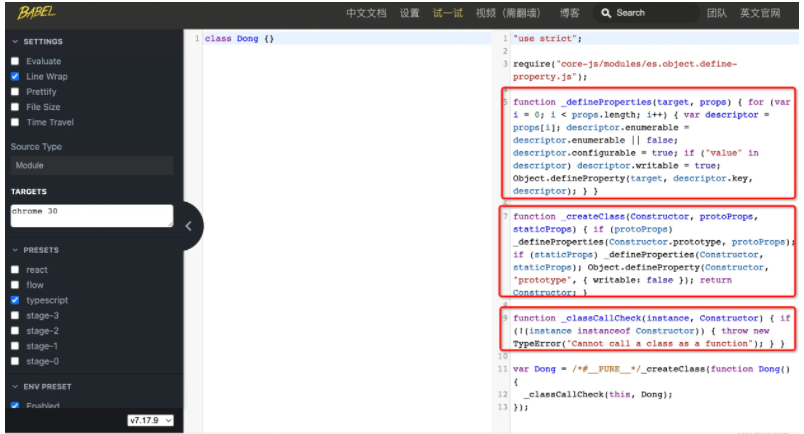 BABEL
中文文档 设置 试一试 视频（需翻墙） 博客 Search 团队 英文官网
SETTINGS
Evaluate
Line Wrap
Prettify
File Size
Time Travel
Source Type
Module
TARGETS
chrome 30
PRESETS
react
flow
typescript
stage-3
stage-2
stage-1
stage-0
ENV PRESET
Enabled
v7.17.9
1 class Dong {}
1 "use strict";
2
3 require("core-js/modules/es.object.define-
property.js");
5 function _defineProperties(target, props) { for (var
i = 0; i < props.length; i++) { var descriptor =
props[i]; descriptor.enumerable =
descriptor.enumerable || false;
descriptor.configurable = true; if ("value" in
descriptor) descriptor.writable = true;
Object.defineProperty(target, descriptor.key,
descriptor); } }
7 function _createClass(Constructor, protoProps,
staticProps) { if (protoProps)
_defineProperties(Constructor.prototype, protoProps);
if (staticProps) _defineProperties(Constructor,
staticProps); Object.defineProperty(Constructor,
"prototype", { writable: false }); return
Constructor; }
9 function _classCallCheck(instance, Constructor) { if
(!(instance instanceof Constructor)) { throw new
TypeError("Cannot call a class as a function"); } }
10
11 var Dong = /*#__PURE__*/_createClass(function Dong()
{
12 _classCallCheck(this, Dong);
13 });